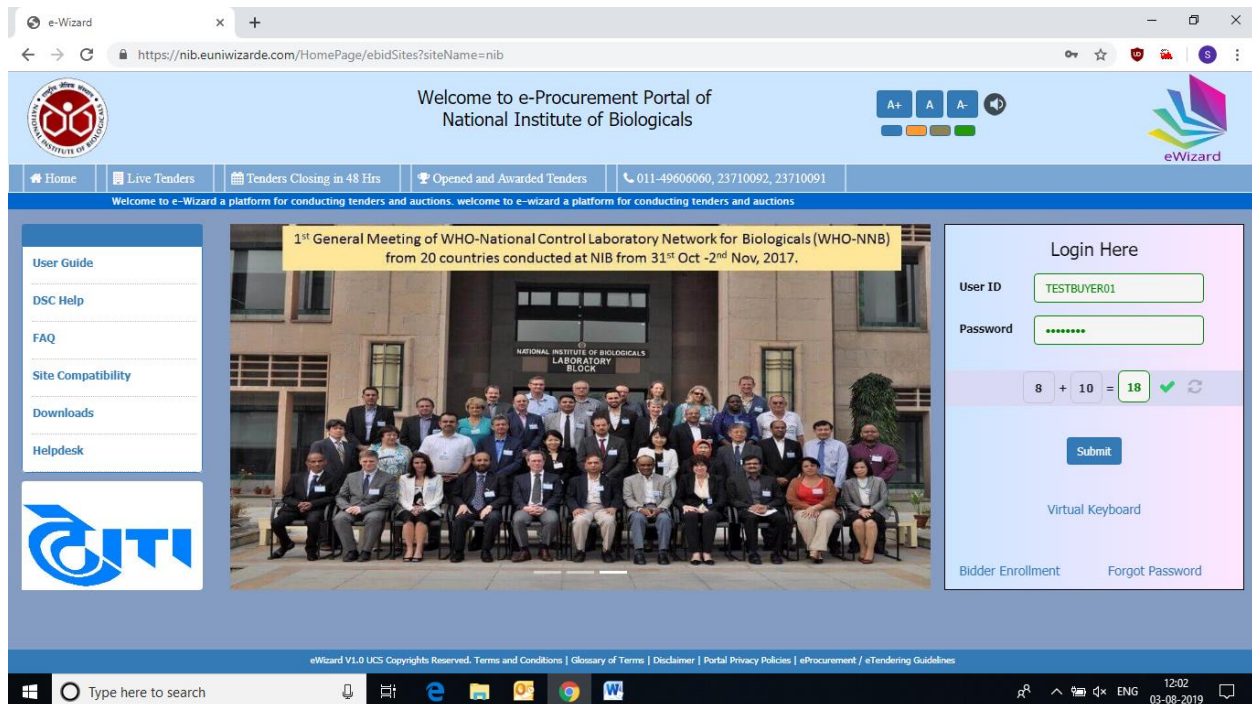 e-Wizard
https://nib.euniwizarde.com/HomePage/ebidSites?siteName=nib
S
Welcome to e-Procurement Portal of
National Institute of Biologicals
A+ A A-
NATIONAL INSTITUTE OF BIOLOGICALS
eWizard
Home Live Tenders Tenders Closing in 48 Hrs Opened and Awarded Tenders 011-49606060, 23710092, 23710091
Welcome to e-Wizard a platform for conducting tenders and auctions. welcome to e-wizard a platform for conducting tenders and auctions
User Guide
DSC Help
FAQ
Site Compatibility
Downloads
Helpdesk
ITI
1st General Meeting of WHO-National Control Laboratory Network for Biologicals (WHO-NNB)
from 20 countries conducted at NIB from 31st Oct -2nd Nov, 2017.
NATIONAL INSTITUTE OF BIOLOGICALS
LABORATORY
BLOCK
Login Here
User ID TESTBUYER01
Password ••••••••
8 + 10 = 18
Submit
Virtual Keyboard
Bidder Enrollment Forgot Password
eWizard V1.0 UCS Copyrights Reserved. Terms and Conditions | Glossary of Terms | Disclaimer | Portal Privacy Policies | eProcurement / eTendering Guidelines
Type here to search
ENG
12:02
03-08-2019